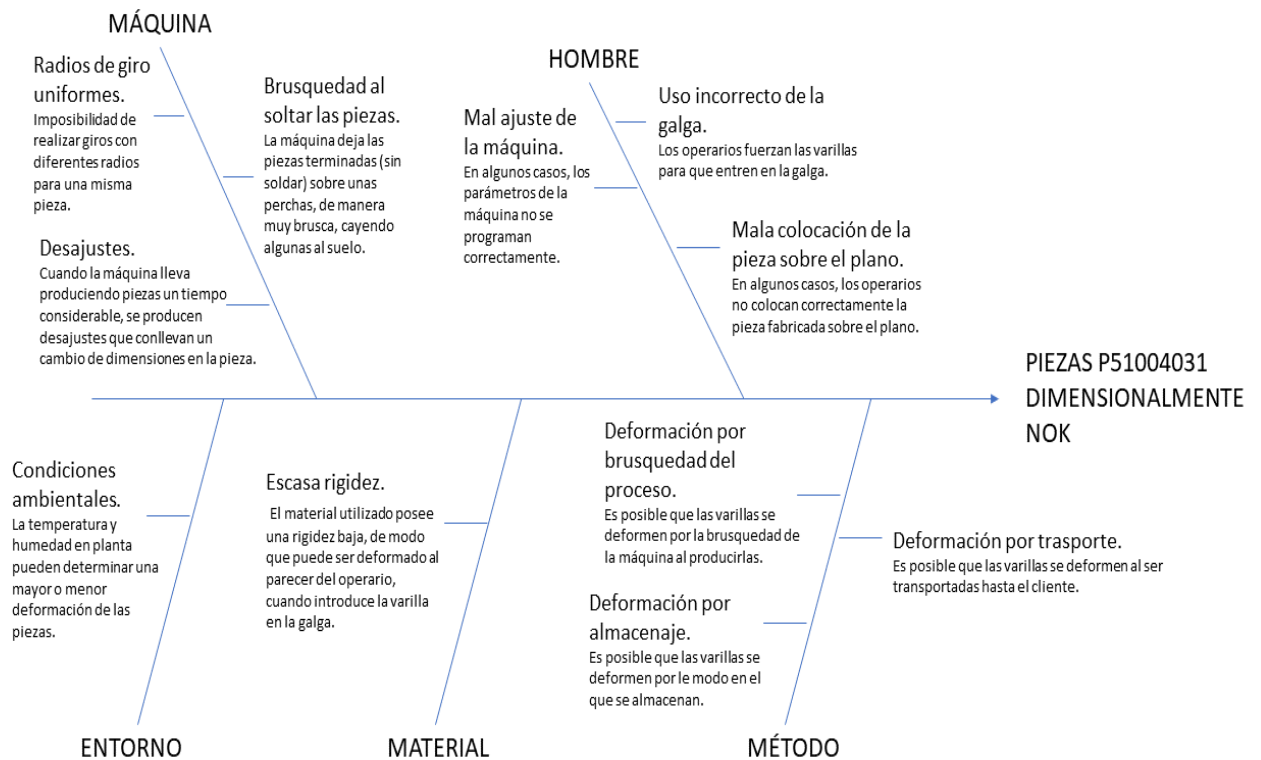 MÁQUINA
Radios de giro
uniformes.
Imposibilidad de
realizar giros con
diferentes radios
para una misma
pieza.
Brusquedad al
soltar las piezas.
La máquina deja las
piezas terminadas (sin
soldar) sobre unas
perchas, de manera
muy brusca, cayendo
algunas al suelo.
Desajustes.
Cuando la máquina lleva
produciendo piezas un tiempo
considerable, se producen
desajustes que conllevan un
cambio de dimensiones en la pieza.
HOMBRE
Mal ajuste de
la máquina.
En algunos casos, los
parámetros de la
máquina no se
programan
correctamente.
Uso incorrecto de la
galga.
Los operarios fuerzan las varillas
para que entren en la galga.
Mala colocación de la
pieza sobre el plano.
En algunos casos, los operarios
no colocan correctamente la
pieza fabricada sobre el plano.
PIEZAS P51004031
DIMENSIONALMENTE
NOK
Condiciones
ambientales.
La temperatura y
humedad en planta
pueden determinar una
mayor o menor
deformación de las
piezas.
ENTORNO
Escasa rigidez.
El material utilizado posee
una rigidez baja, de modo
que puede ser deformado al
parecer del operario,
cuando introduce la varilla
en la galga.
MATERIAL
Deformación por
brusquedad del
proceso.
Es posible que las varillas se
deformen por la brusquedad de
la máquina al producirlas.
Deformación por trasporte.
Es posible que las varillas se deformen al ser
transportadas hasta el cliente.
Deformación por
almacenaje.
Es posible que las varillas se
deformen por le modo en el
que se almacenan.
MÉTODO